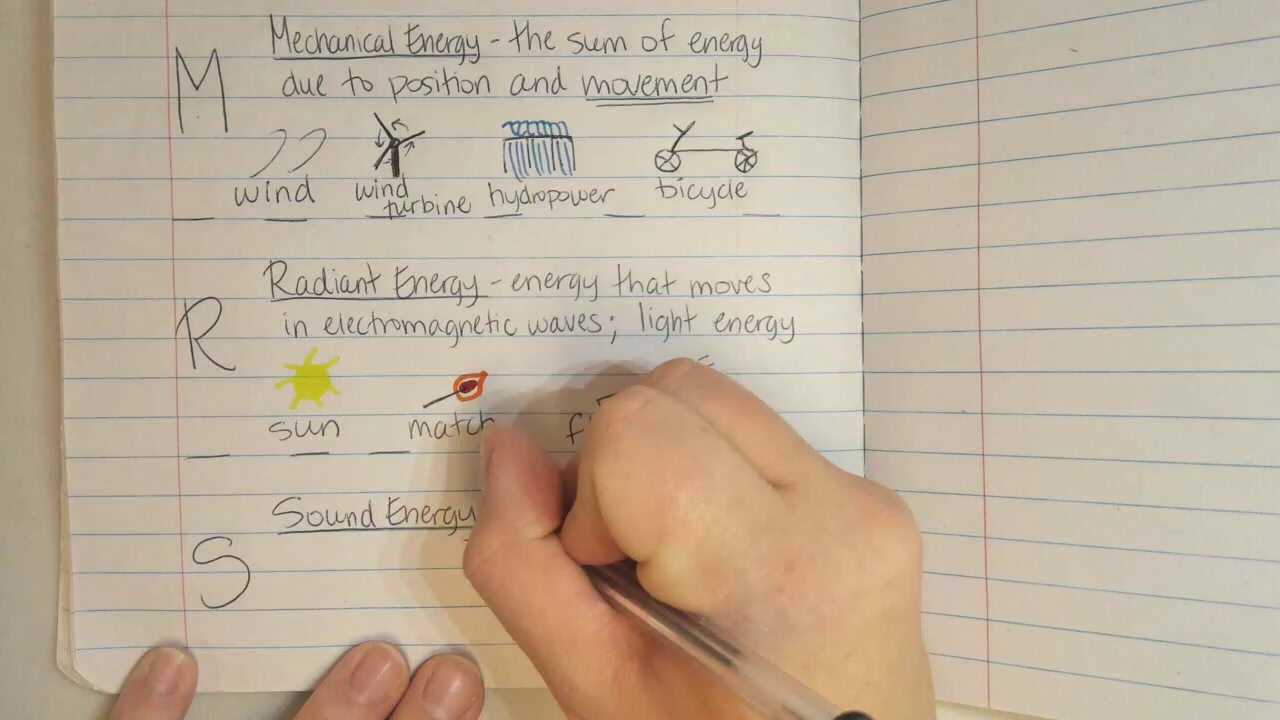 M
Mechanical Energy - the sum of energy
due to position and movement
wind wind turbine hydropower bicycle
R
Radiant Energy - energy that moves
in electromagnetic waves; light energy
sun match
S
Sound Energy